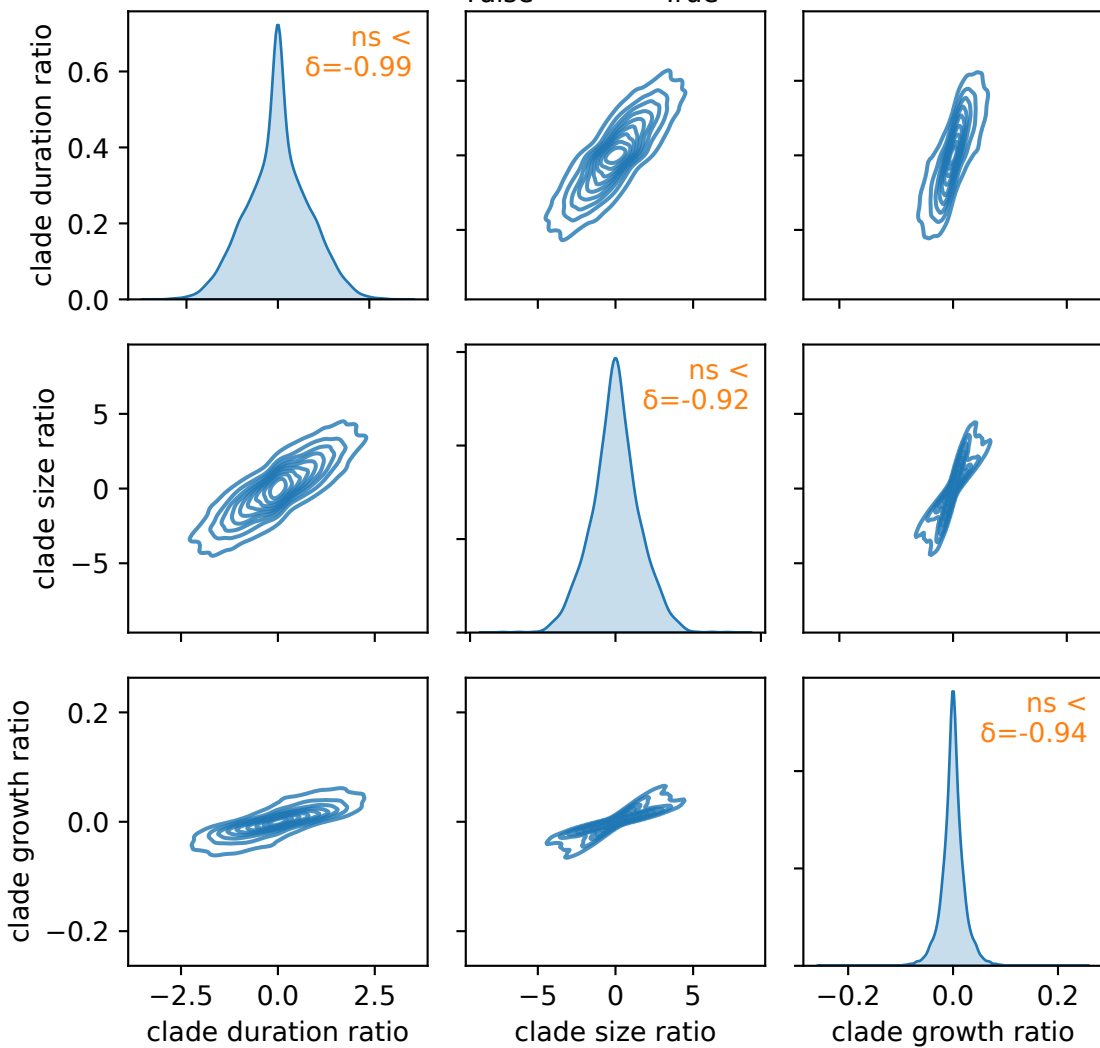 clade duration ratio
0.6
0.4
0.2
0.0
ns <
δ=-0.99
clade size ratio
5
0
−5
ns <
δ=-0.92
clade growth ratio
0.2
0.0
−0.2
ns <
δ=-0.94
−2.5 0.0 2.5
−5 0 5
−0.2 0.0 0.2
clade duration ratio
clade size ratio
clade growth ratio